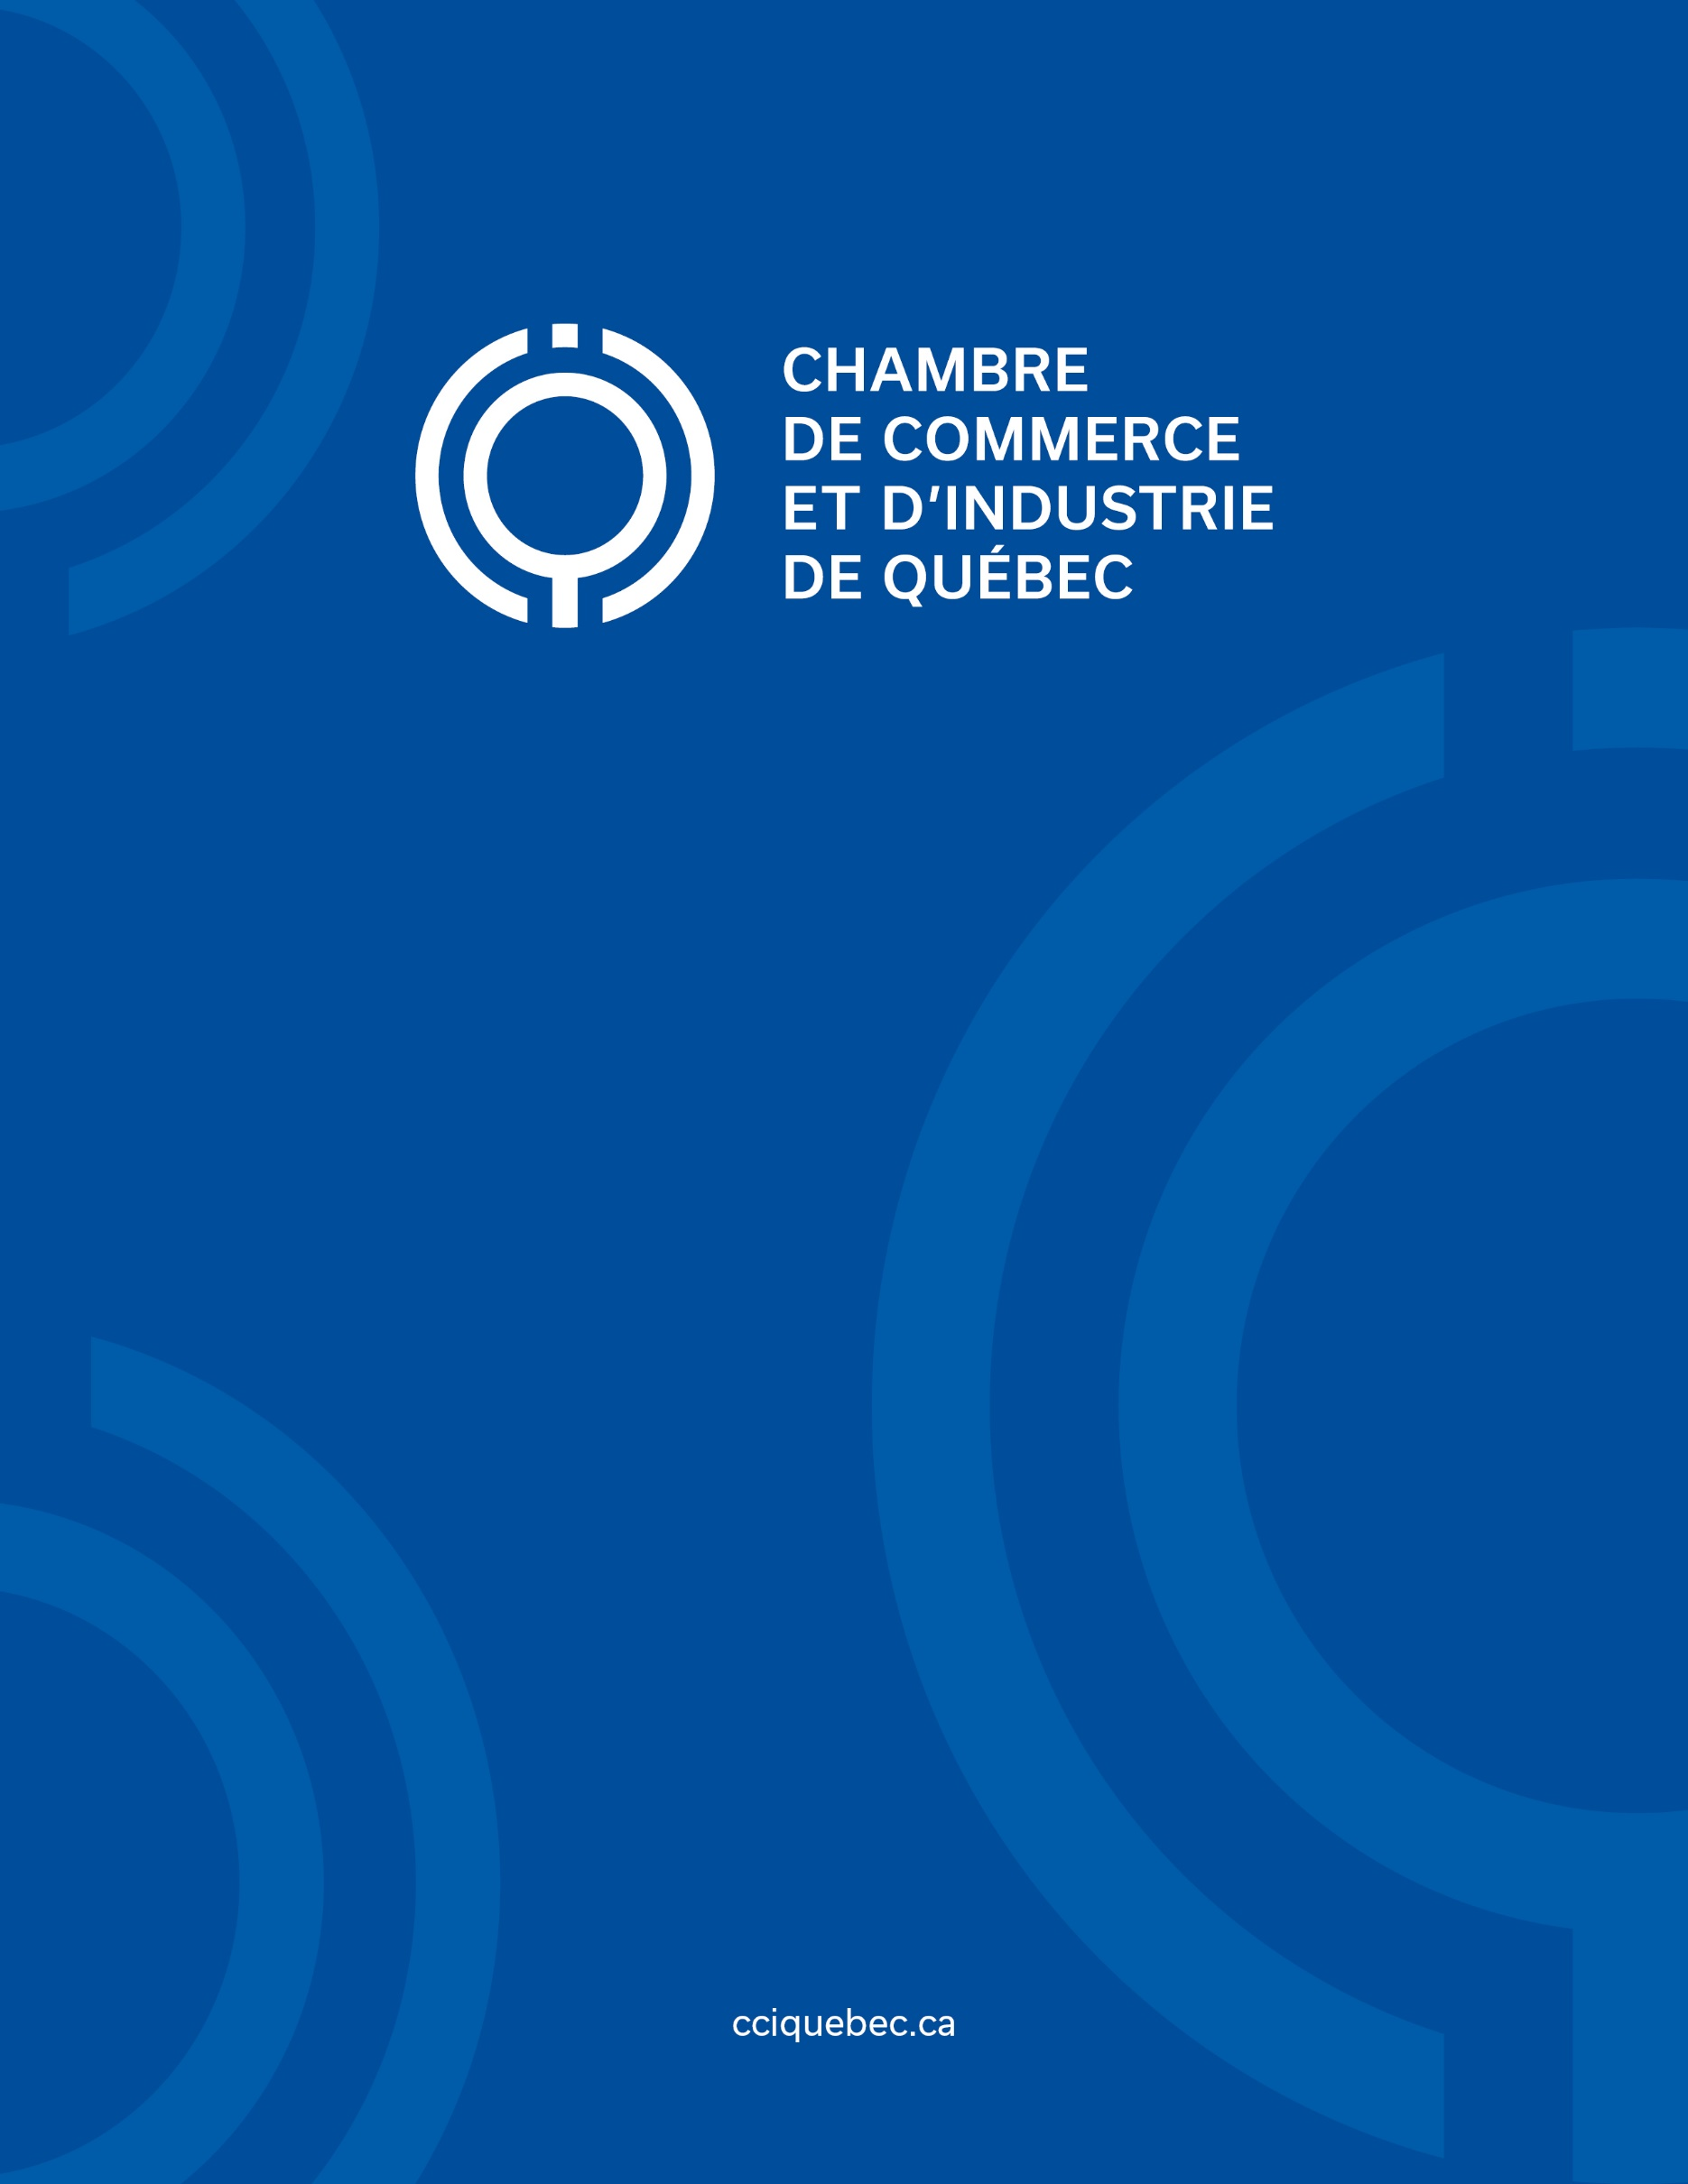 CHAMBRE
DE COMMERCE
ET D’INDUSTRIE
DE QUÉBEC
cciquebec.ca